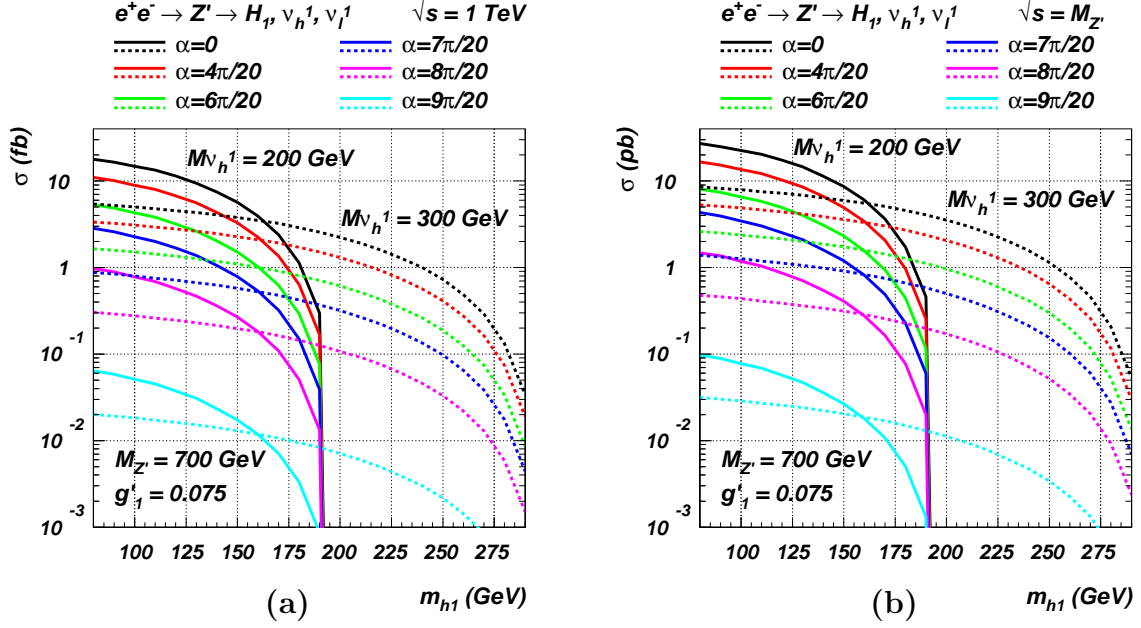 e⁺e⁻ → Z' → H₁, ν_h¹, ν_l¹ √s = 1 TeV
α=0 α=7π/20
α=4π/20 α=8π/20
α=6π/20 α=9π/20
σ (fb)
Mν_h¹ = 200 GeV
Mν_h¹ = 300 GeV
10
1
10⁻¹
10⁻²
10⁻³
M_Z' = 700 GeV
g'₁ = 0.075
100 125 150 175 200 225 250 275
m_h1 (GeV)
(a)
e⁺e⁻ → Z' → H₁, ν_h¹, ν_l¹ √s = M_Z'
α=0 α=7π/20
α=4π/20 α=8π/20
α=6π/20 α=9π/20
σ (pb)
Mν_h¹ = 200 GeV
Mν_h¹ = 300 GeV
10
1
10⁻¹
10⁻²
10⁻³
M_Z' = 700 GeV
g'₁ = 0.075
100 125 150 175 200 225 250 275
m_h1 (GeV)
(b)